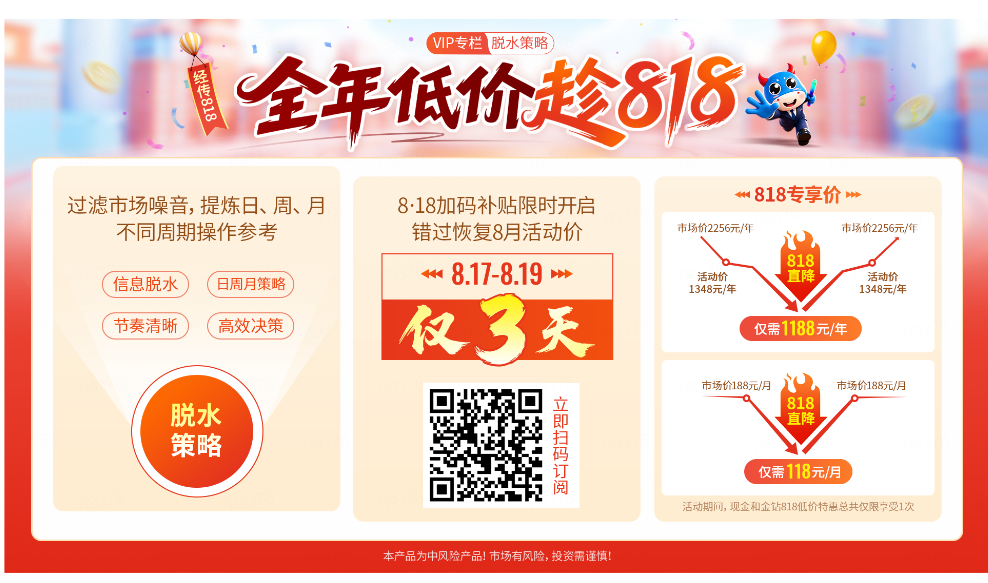 VIP专栏 脱水策略
经传818
全年低价趁818
过滤市场噪音，提炼日、周、月
不同周期操作参考
信息脱水
日周月策略
节奏清晰
高效决策
脱水
策略
8·18加码补贴限时开启
错过恢复8月活动价
8.17-8.19
仅3天
立即扫码订阅
818专享价
市场价2256元/年
市场价2256元/年
818
直降
活动价
1348元/年
活动价
1348元/年
仅需1188元/年
市场价188元/月
市场价188元/月
818
直降
仅需118元/月
活动期间，现金和金钻818低价特惠总共仅限享受1次
本产品为中风险产品！市场有风险，投资需谨慎！